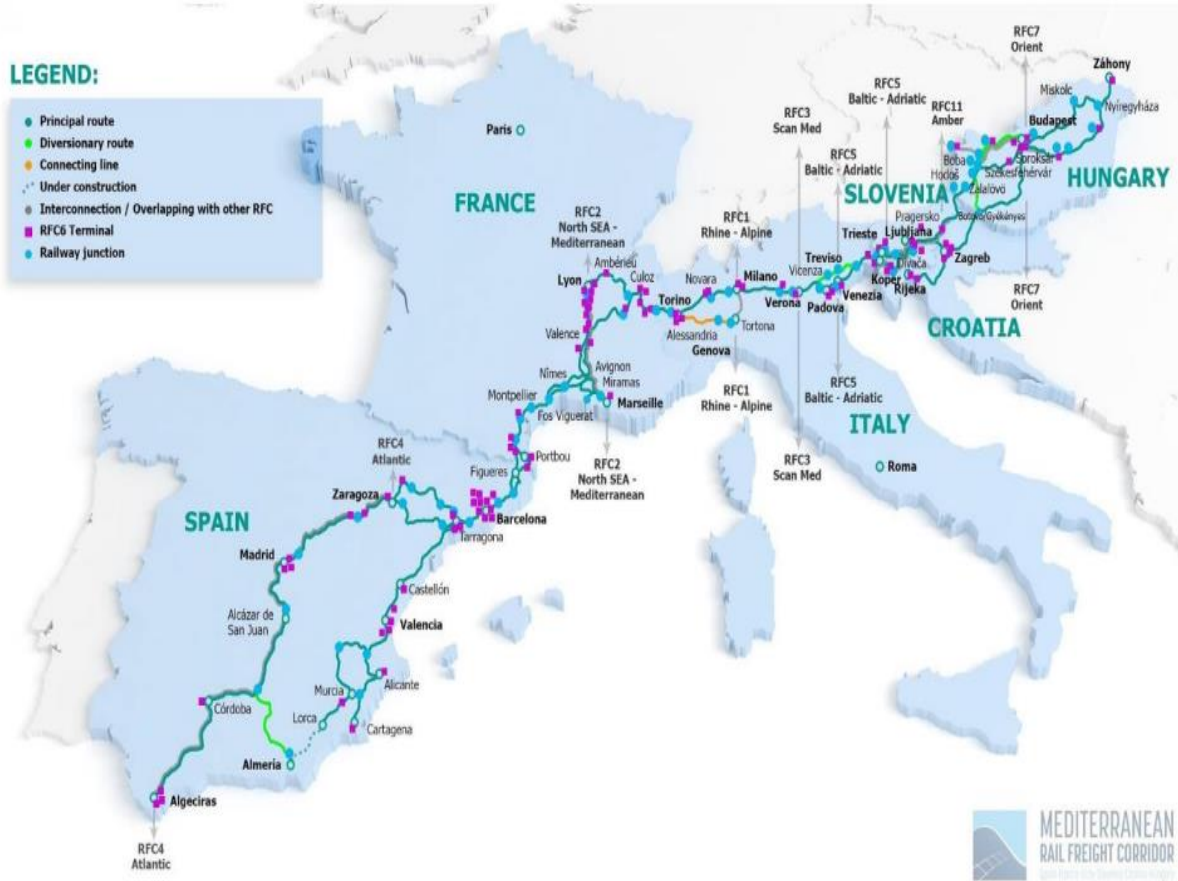 LEGEND:
Principal route
Diversionary route
Connecting line
Under construction
Interconnection / Overlapping with other RFC
RFC6 Terminal
Railway junction
Paris
FRANCE
RFC2
North SEA -
Mediterranean
Ambérieu
Lyon
Culoz
Valence
Avignon
Nîmes
Miramas
Montpellier
Marseille
Fos Viguerat
RFC2
North SEA -
Mediterranean
Portbou
Figueres
RFC4
Atlantic
Zaragoza
SPAIN
Barcelona
Tarragona
Madrid
Castellón
Alcázar de
San Juan
Valencia
Murcia
Alicante
Córdoba
Lorca
Cartagena
Almeria
Algeciras
RFC4
Atlantic
RFC1
Rhine - Alpine
Novara
Milano
Torino
Alessandria
Tortona
Genova
RFC1
Rhine - Alpine
RFC3
Scan Med
RFC5
Baltic - Adriatic
RFC5
Baltic - Adriatic
Vicenza
Treviso
Verona
Padova
Venezia
RFC5
Baltic - Adriatic
ITALY
RFC3
Scan Med
Roma
RFC11
Amber
SLOVENIA
Trieste
Ljubljana
Pragersko
Divača
Koper
Rijeka
Zagreb
CROATIA
RFC7
Orient
RFC7
Orient
Záhony
Miskolc
Nyíregyháza
Budapest
Boba
Soroksár
Székesfehérvár
Hodoš
Zalalövő
HUNGARY
MEDITERRANEAN
RAIL FREIGHT CORRIDOR